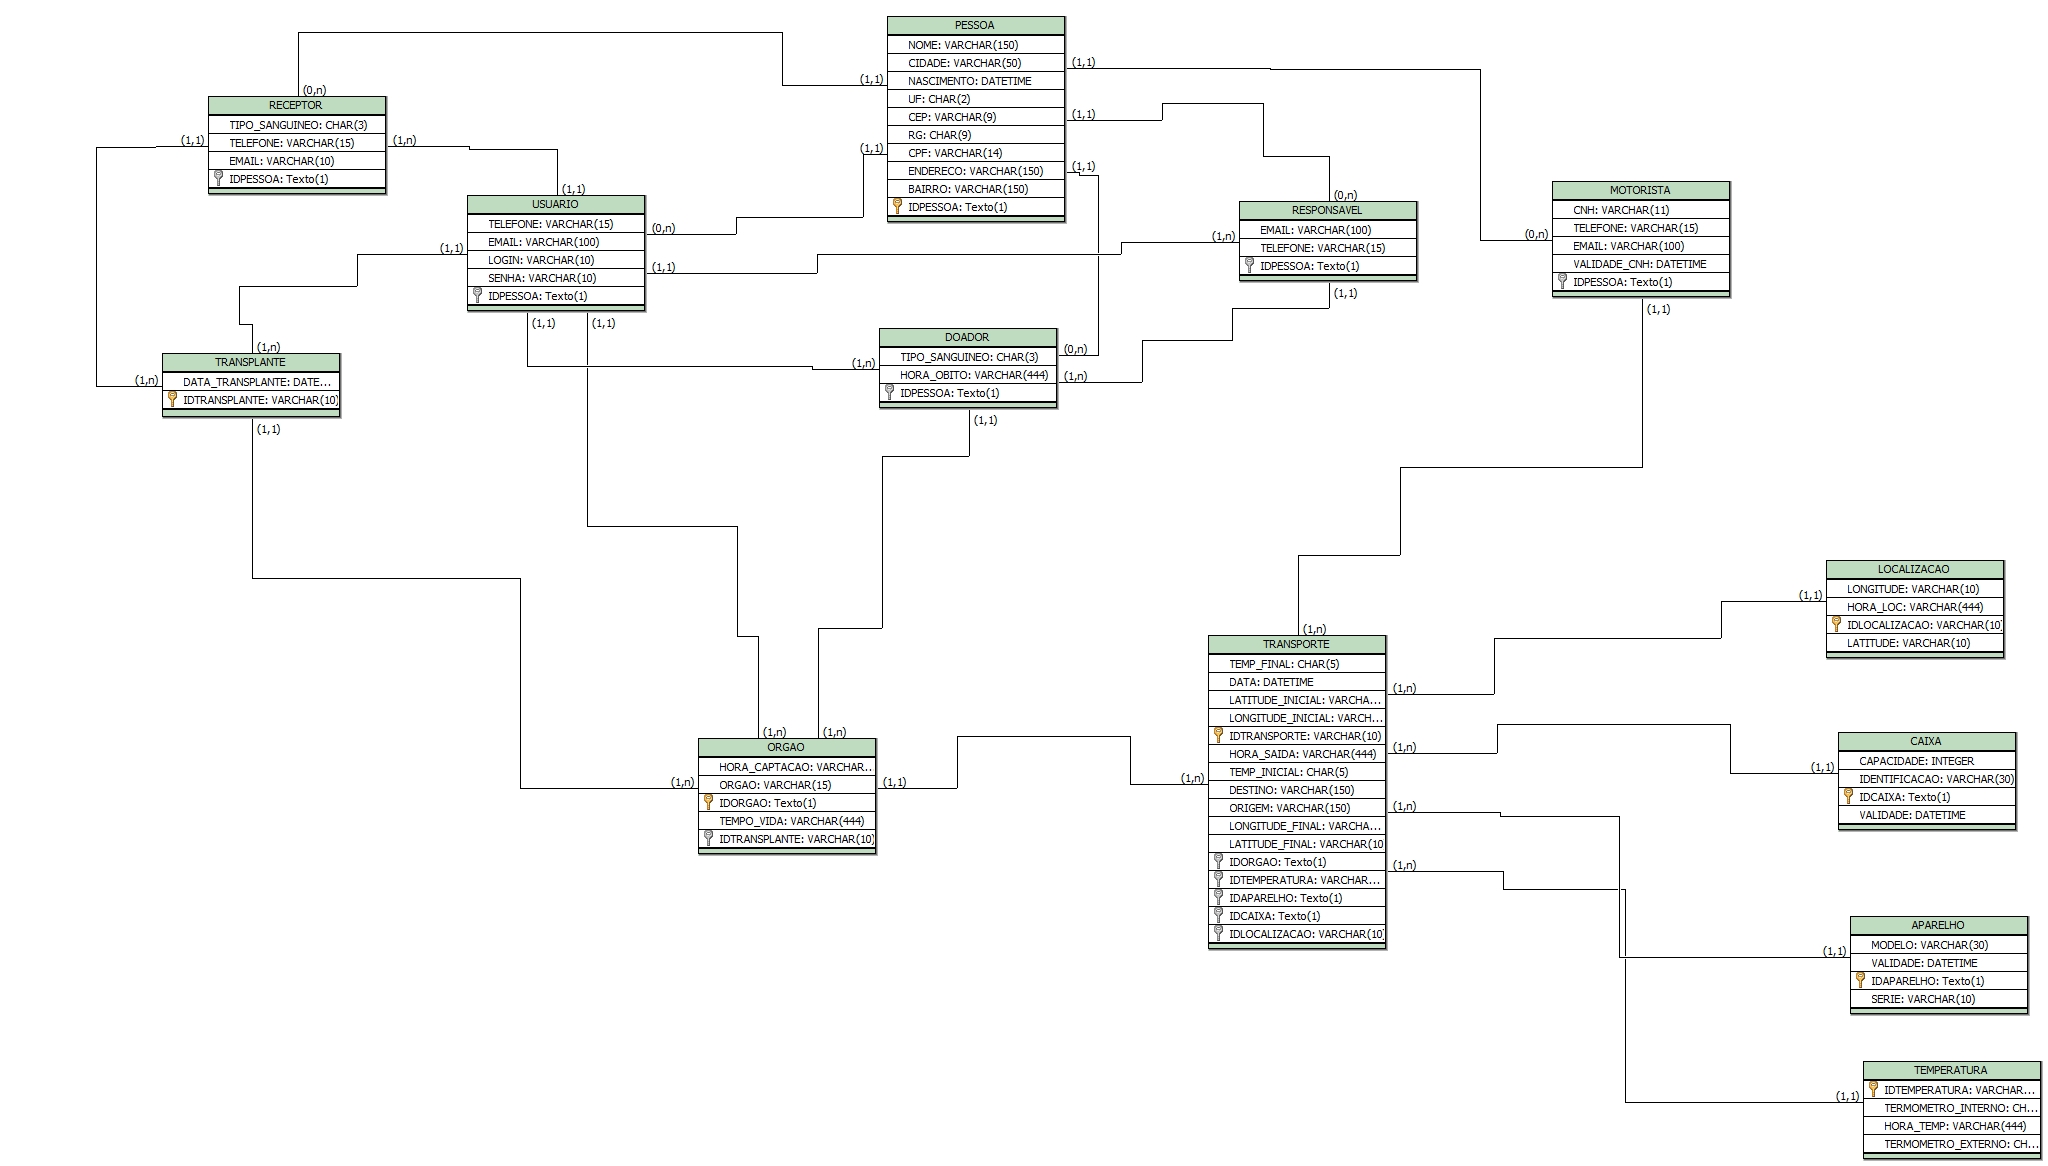 PESSOA
NOME: VARCHAR(150)
CIDADE: VARCHAR(50)
NASCIMENTO: DATETIME
UF: CHAR(2)
CEP: VARCHAR(9)
RG: CHAR(9)
CPF: VARCHAR(14)
ENDERECO: VARCHAR(150)
BAIRRO: VARCHAR(150)
IDPESSOA: Texto(1)
(1,1)
(1,1)
(1,1)
(1,1)
(1,1)
(0,n)
RECEPTOR
TIPO_SANGUINEO: CHAR(3)
TELEFONE: VARCHAR(15)
EMAIL: VARCHAR(10)
IDPESSOA: Texto(1)
(1,1)
(1,n)
(1,1)
USUARIO
TELEFONE: VARCHAR(15)
EMAIL: VARCHAR(100)
LOGIN: VARCHAR(10)
SENHA: VARCHAR(10)
IDPESSOA: Texto(1)
(0,n)
(1,1)
(1,1)
(1,1)
(1,1)
(0,n)
RESPONSAVEL
EMAIL: VARCHAR(100)
TELEFONE: VARCHAR(15)
IDPESSOA: Texto(1)
(1,n)
(1,1)
MOTORISTA
CNH: VARCHAR(11)
TELEFONE: VARCHAR(15)
EMAIL: VARCHAR(100)
VALIDADE_CNH: DATETIME
IDPESSOA: Texto(1)
(0,n)
(1,1)
DOADOR
TIPO_SANGUINEO: CHAR(3)
HORA_OBITO: VARCHAR(444)
IDPESSOA: Texto(1)
(0,n)
(1,n)
(1,n)
(1,1)
(1,n)
TRANSPLANTE
DATA_TRANSPLANTE: DATE...
IDTRANSPLANTE: VARCHAR(10)
(1,n)
(1,1)
LOCALIZACAO
LONGITUDE: VARCHAR(10)
HORA_LOC: VARCHAR(444)
IDLOCALIZACAO: VARCHAR(10)
LATITUDE: VARCHAR(10)
(1,1)
(1,n)
TRANSPORTE
TEMP_FINAL: CHAR(5)
DATA: DATETIME
LATITUDE_INICIAL: VARCHA...
LONGITUDE_INICIAL: VARCH...
IDTRANSPORTE: VARCHAR(10)
HORA_SAIDA: VARCHAR(444)
TEMP_INICIAL: CHAR(5)
DESTINO: VARCHAR(150)
ORIGEM: VARCHAR(150)
LONGITUDE_FINAL: VARCHA...
LATITUDE_FINAL: VARCHAR(10
IDORGAO: Texto(1)
IDTEMPERATURA: VARCHAR...
IDAPARELHO: Texto(1)
IDCAIXA: Texto(1)
IDLOCALIZACAO: VARCHAR(10)
(1,n)
(1,n)
(1,n)
(1,n)
(1,n)
(1,n)
(1,n)
ORGAO
HORA_CAPTACAO: VARCHAR...
ORGAO: VARCHAR(15)
IDORGAO: Texto(1)
TEMPO_VIDA: VARCHAR(444)
IDTRANSPLANTE: VARCHAR(10)
(1,n)
(1,1)
CAIXA
CAPACIDADE: INTEGER
IDENTIFICACAO: VARCHAR(30)
IDCAIXA: Texto(1)
VALIDADE: DATETIME
(1,1)
APARELHO
MODELO: VARCHAR(30)
VALIDADE: DATETIME
IDAPARELHO: Texto(1)
SERIE: VARCHAR(10)
(1,1)
TEMPERATURA
IDTEMPERATURA: VARCHAR...
TERMOMETRO_INTERNO: CH...
HORA_TEMP: VARCHAR(444)
TERMOMETRO_EXTERNO: CH...
(1,1)